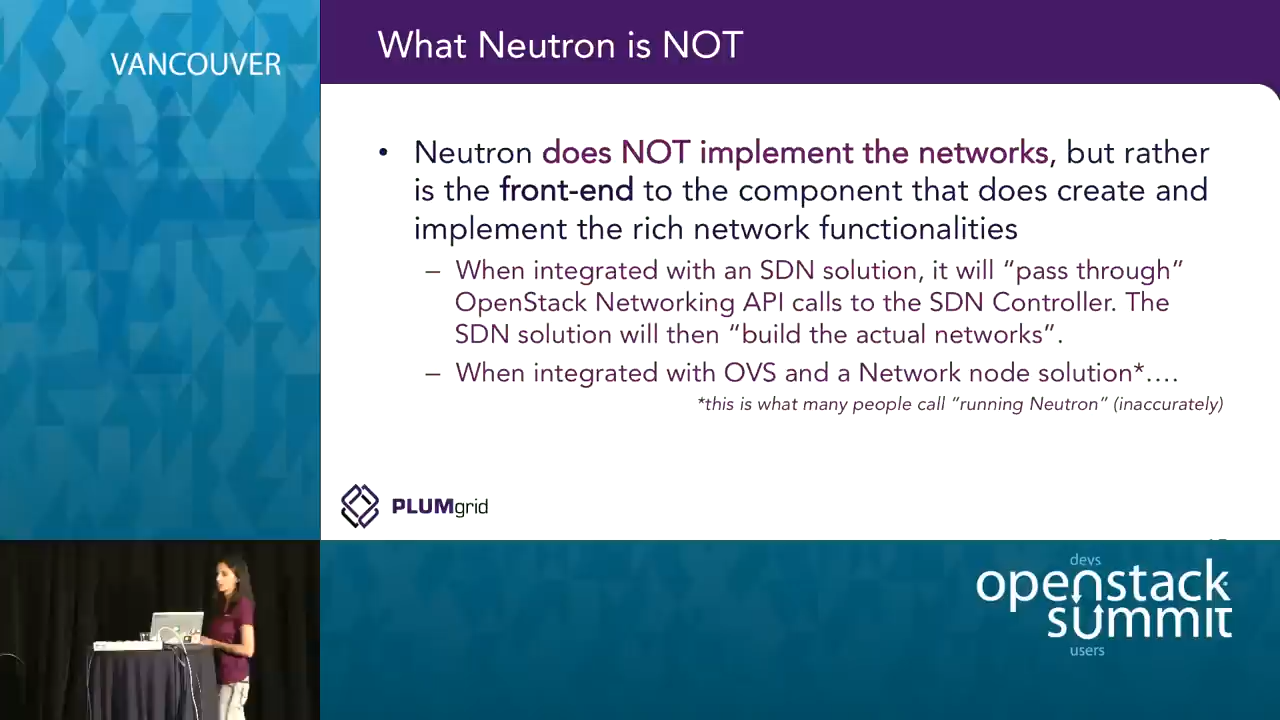 VANCOUVER
What Neutron is NOT
• Neutron does NOT implement the networks, but rather
is the front-end to the component that does create and
implement the rich network functionalities
– When integrated with an SDN solution, it will “pass through”
OpenStack Networking API calls to the SDN Controller. The
SDN solution will then “build the actual networks”.
– When integrated with OVS and a Network node solution*....
*this is what many people call “running Neutron” (inaccurately)
PLUMgrid
devs
openstack
summit
users